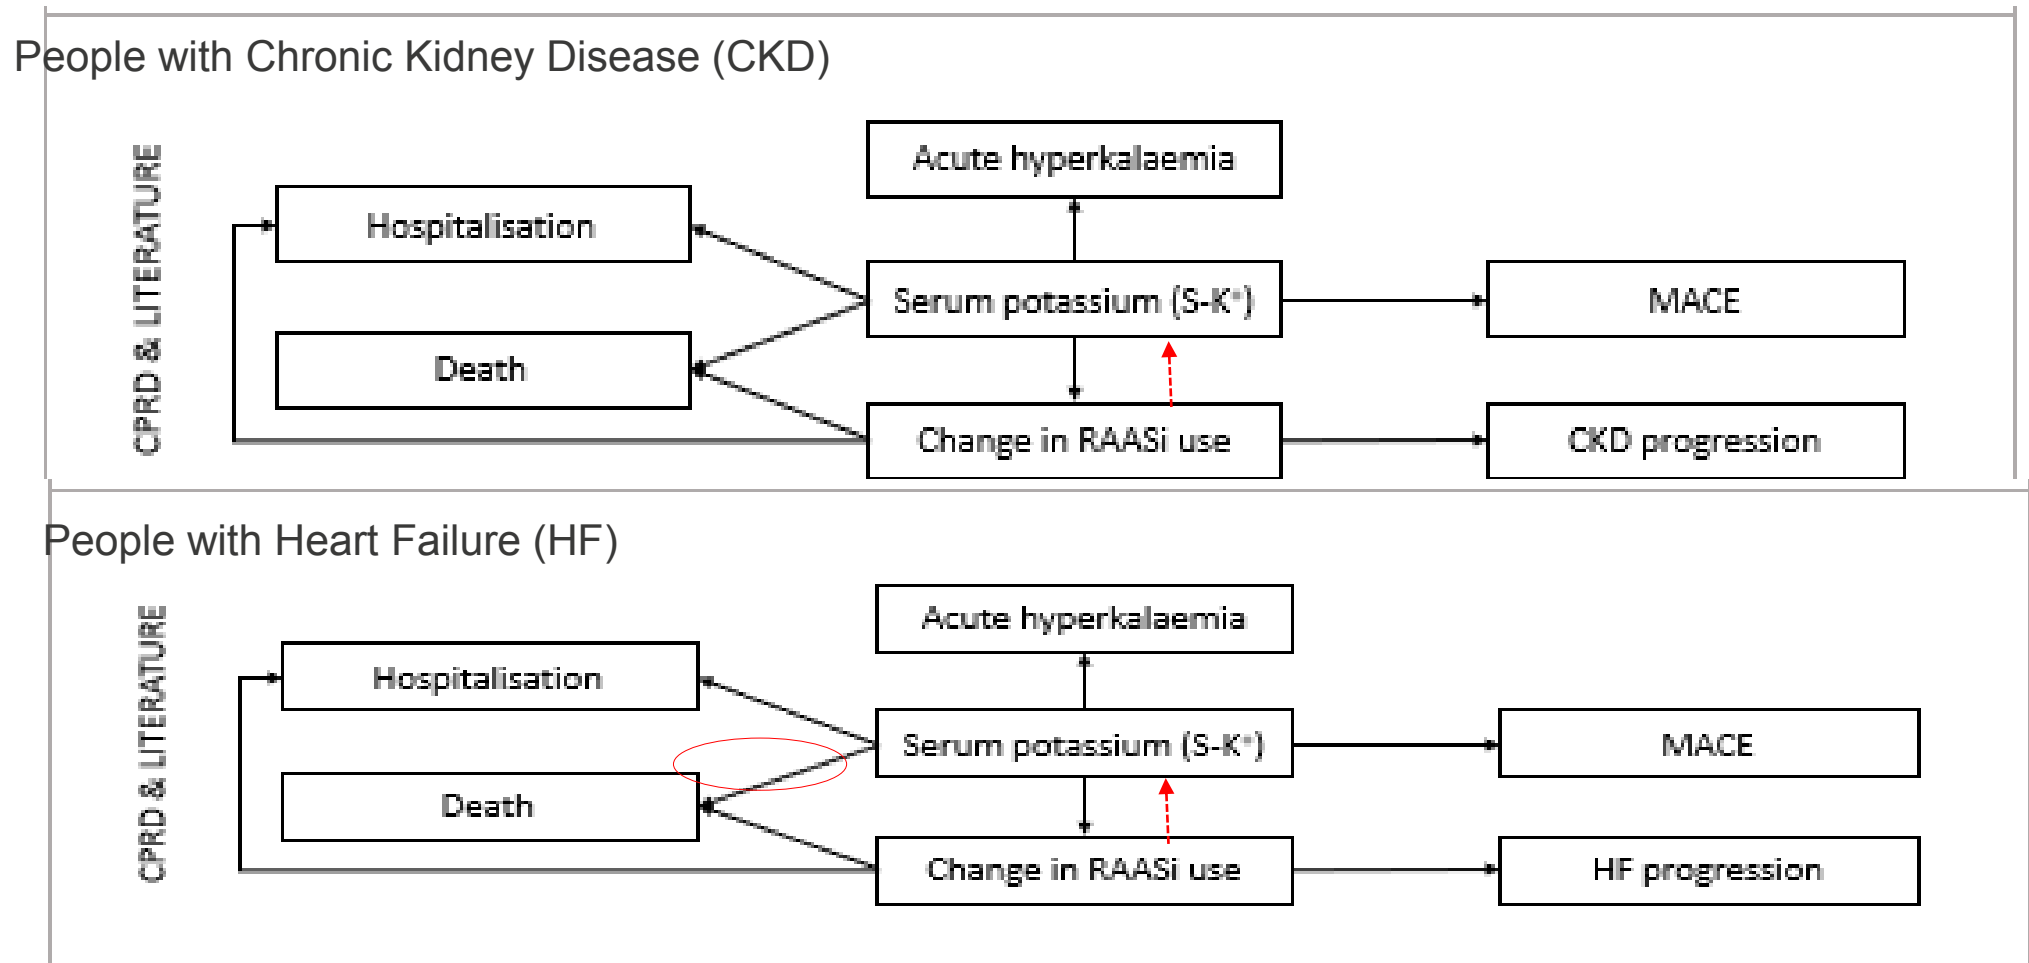 People with Chronic Kidney Disease (CKD)
CPRD & LITERATURE
Acute hyperkalaemia
Hospitalisation
Serum potassium (S-K⁺)
MACE
Death
Change in RAASi use
CKD progression
People with Heart Failure (HF)
CPRD & LITERATURE
Acute hyperkalaemia
Hospitalisation
Serum potassium (S-K⁺)
MACE
Death
Change in RAASi use
HF progression